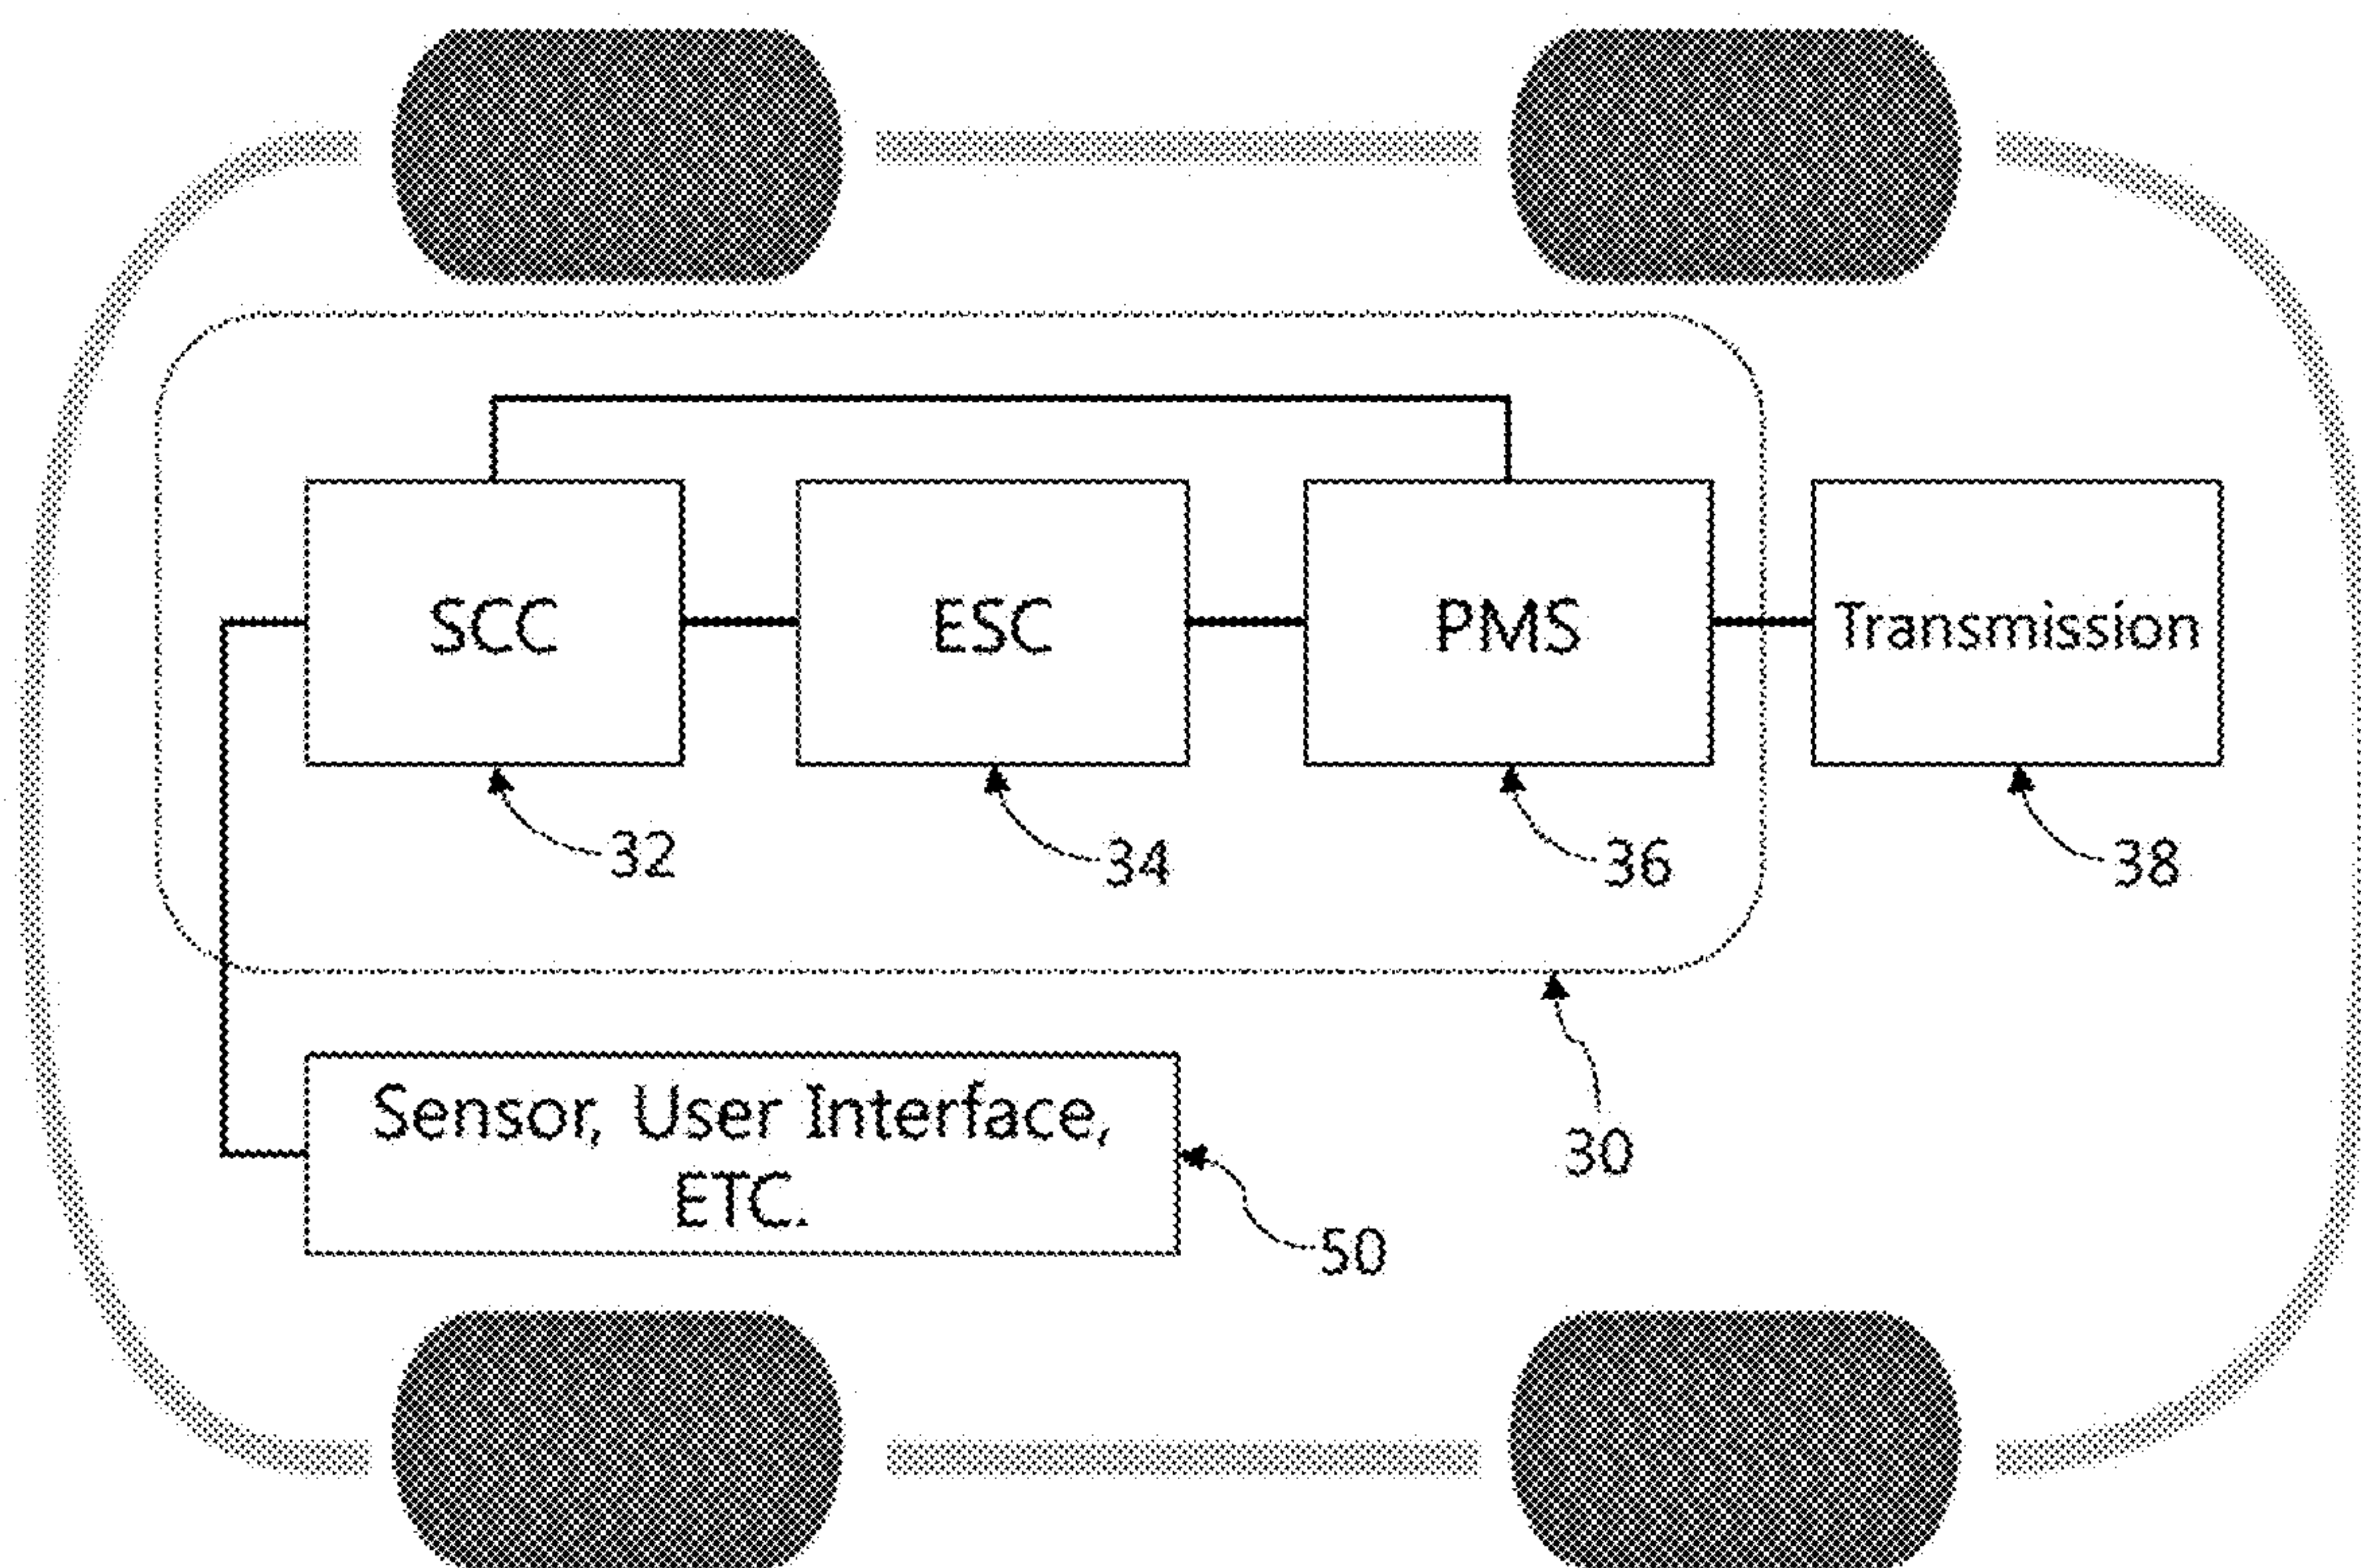 SCC
ESC
PMS
Transmission
32
34
36
38
Sensor, User Interface,
ETC.
30
50